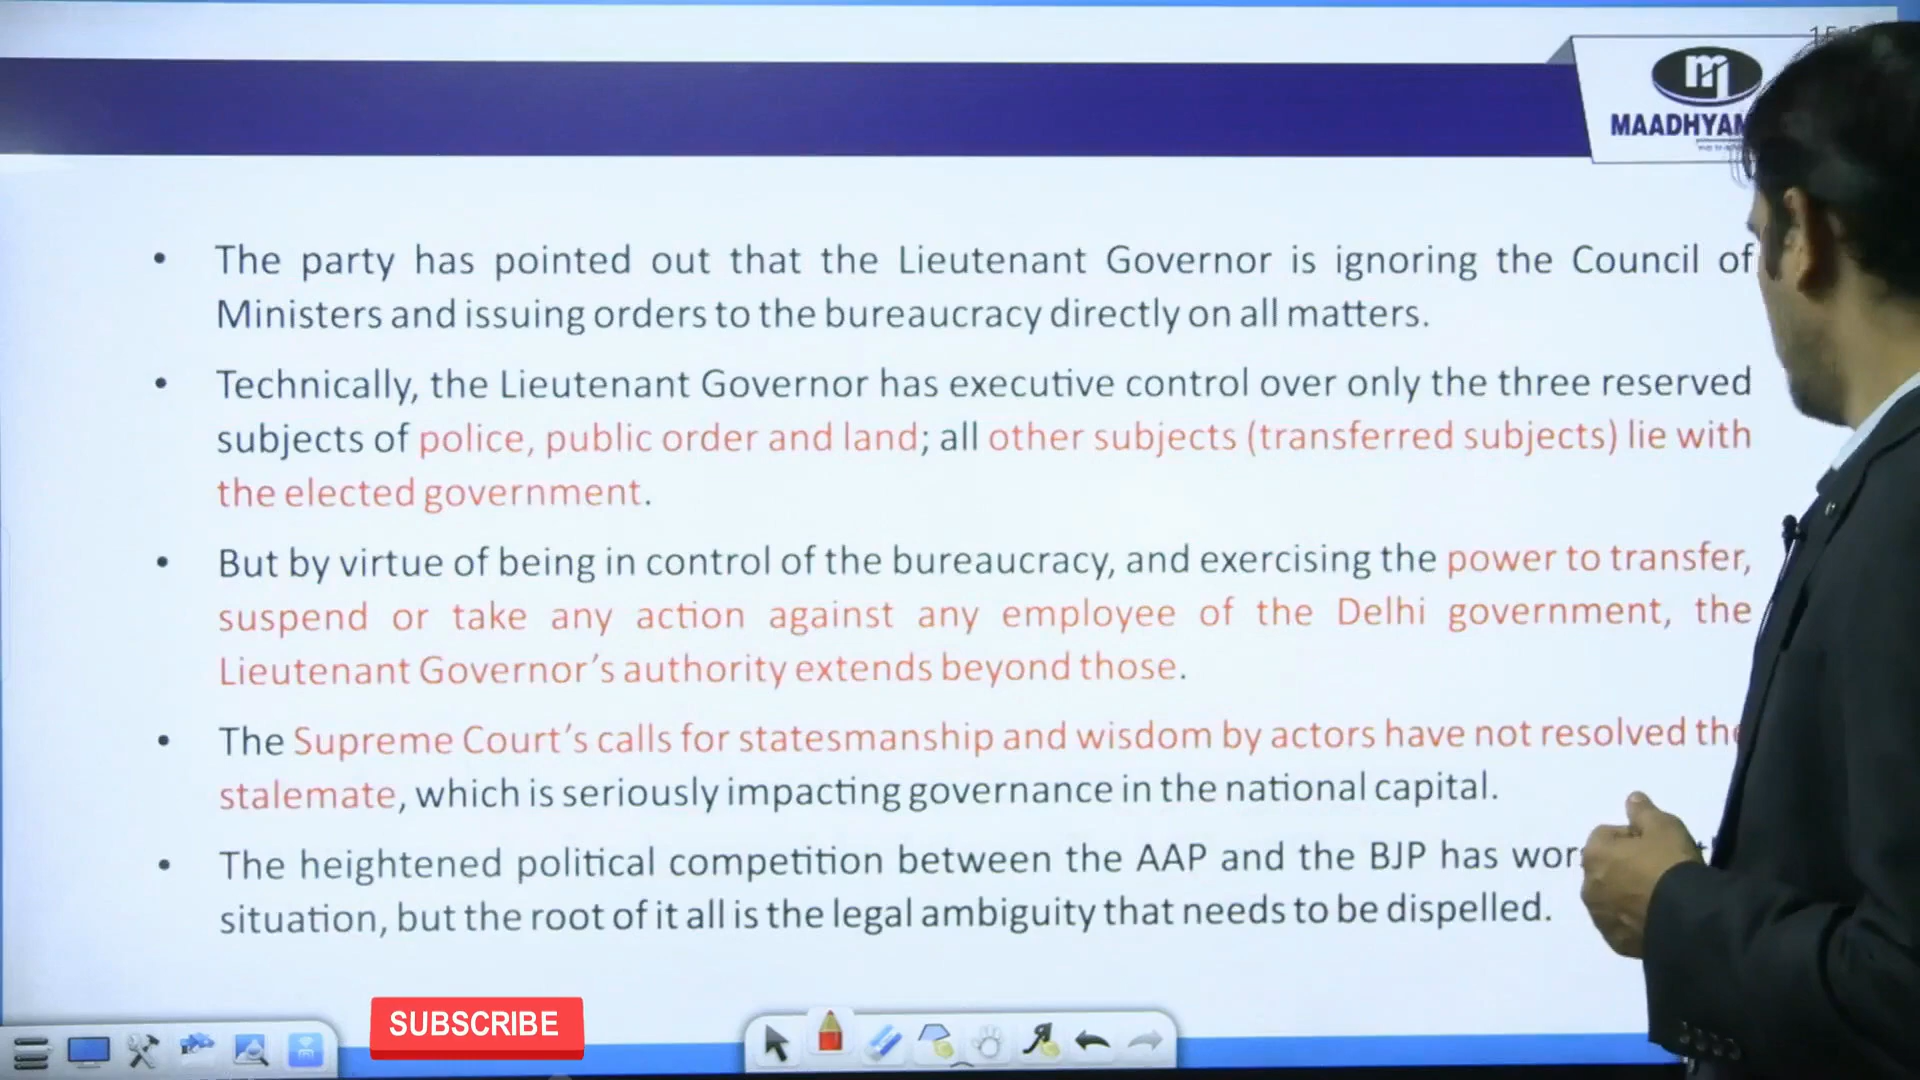 MAADHYAM
• The party has pointed out that the Lieutenant Governor is ignoring the Council of
Ministers and issuing orders to the bureaucracy directly on all matters.
• Technically, the Lieutenant Governor has executive control over only the three reserved
subjects of police, public order and land; all other subjects (transferred subjects) lie with
the elected government.
• But by virtue of being in control of the bureaucracy, and exercising the power to transfer,
suspend or take any action against any employee of the Delhi government, the
Lieutenant Governor's authority extends beyond those.
• The Supreme Court's calls for statesmanship and wisdom by actors have not resolved the
stalemate, which is seriously impacting governance in the national capital.
• The heightened political competition between the AAP and the BJP has
situation, but the root of it all is the legal ambiguity that needs to be dispelled.
SUBSCRIBE